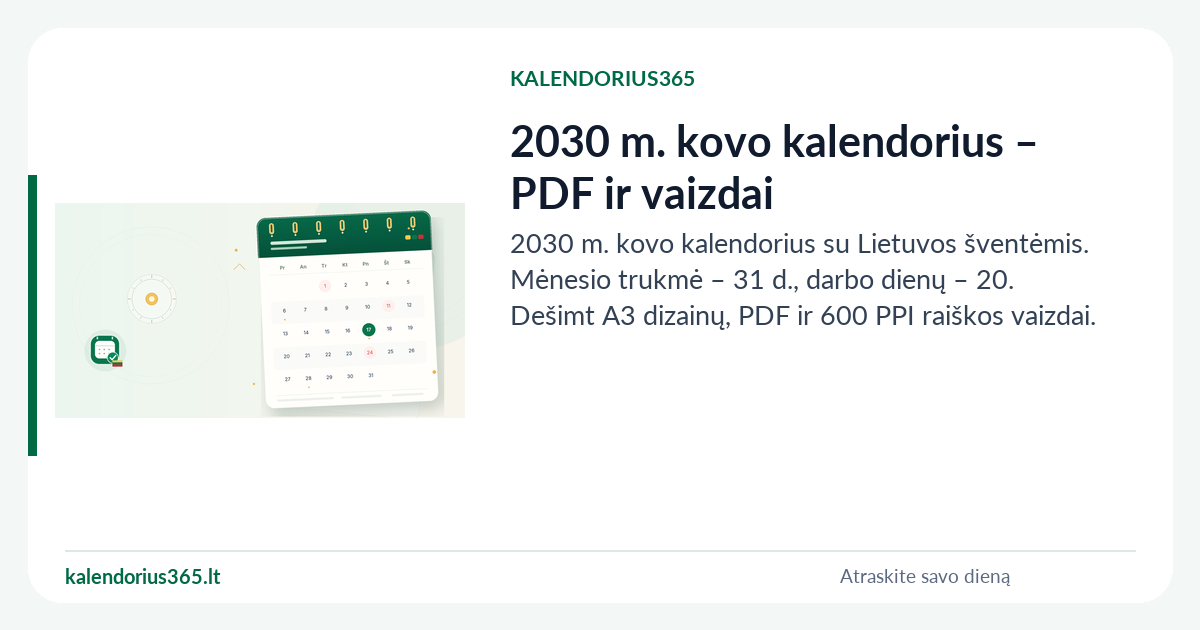 KALENDORIUS365
2030 m. kovo kalendorius –
PDF ir vaizdai
2030 m. kovo kalendorius su Lietuvos šventėmis.
Mėnesio trukmė – 31 d., darbo dienų – 20.
Dešimt A3 dizainų, PDF ir 600 PPI raiškos vaizdai.
Pr An Tr Kt Pn Št Sk
1 2 3 4 5
6 7 8 9 10 11 12
13 14 15 16 17 18 19
20 21 22 23 24 25 26
27 28 29 30 31
kalendorius365.lt
Atraskite savo dieną